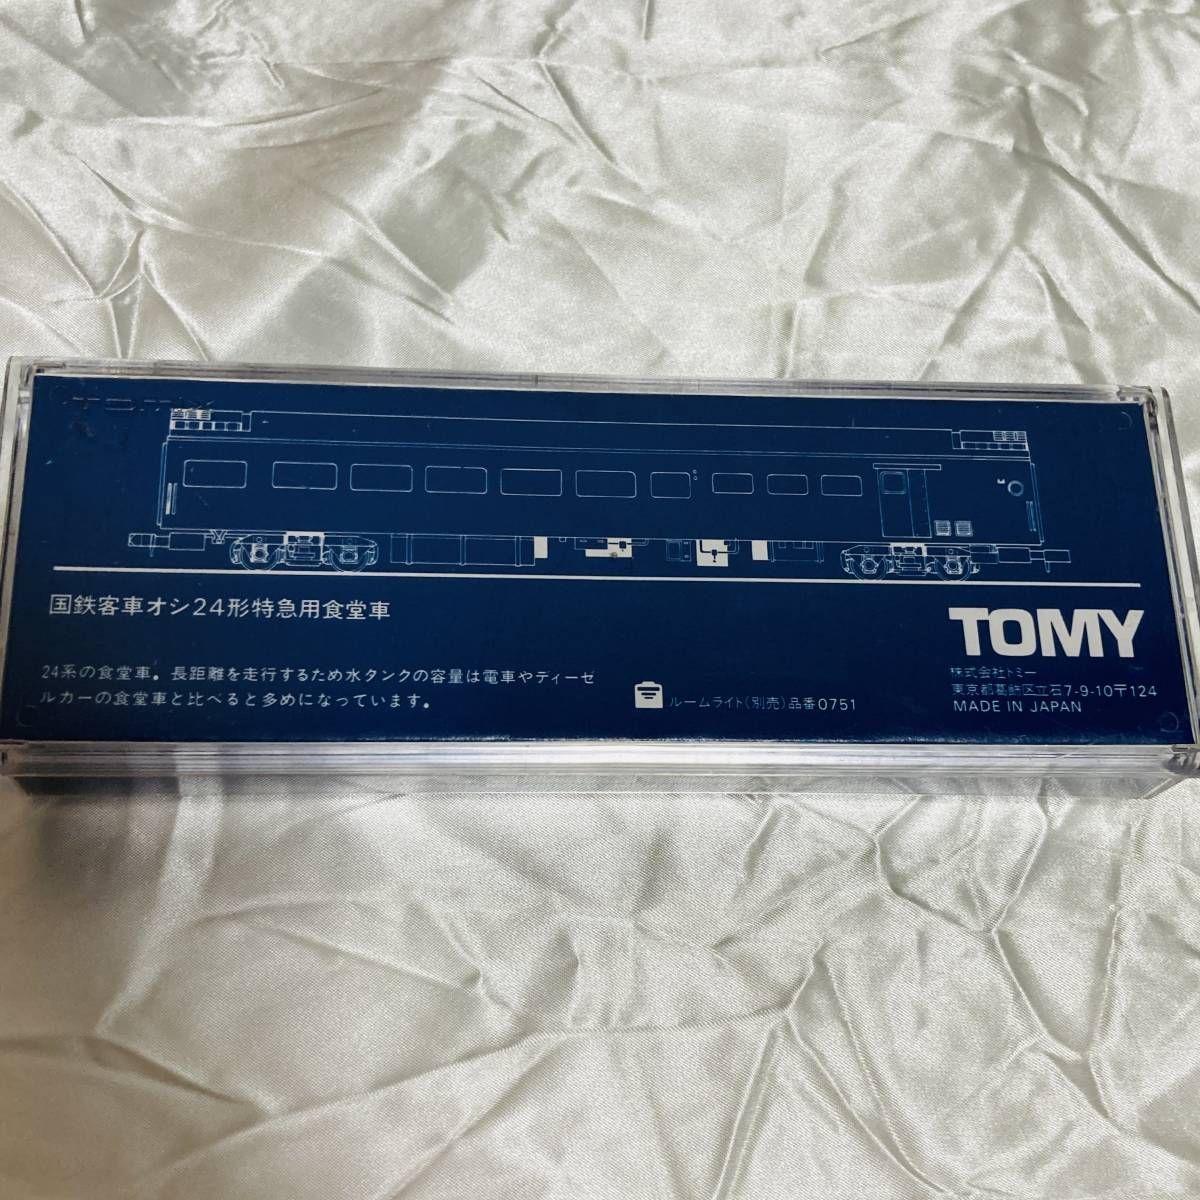 TOMIX
国鉄客車オシ24形特急用食堂車
24系の食堂車。長距離を走行するため水タンクの容量は電車やディーゼ
ルカーの食堂車と比べると多めになっています。
ルームライト(別売)品番0751
TOMY
株式会社トミー
東京都葛飾区立石7-9-10〒124
MADE IN JAPAN